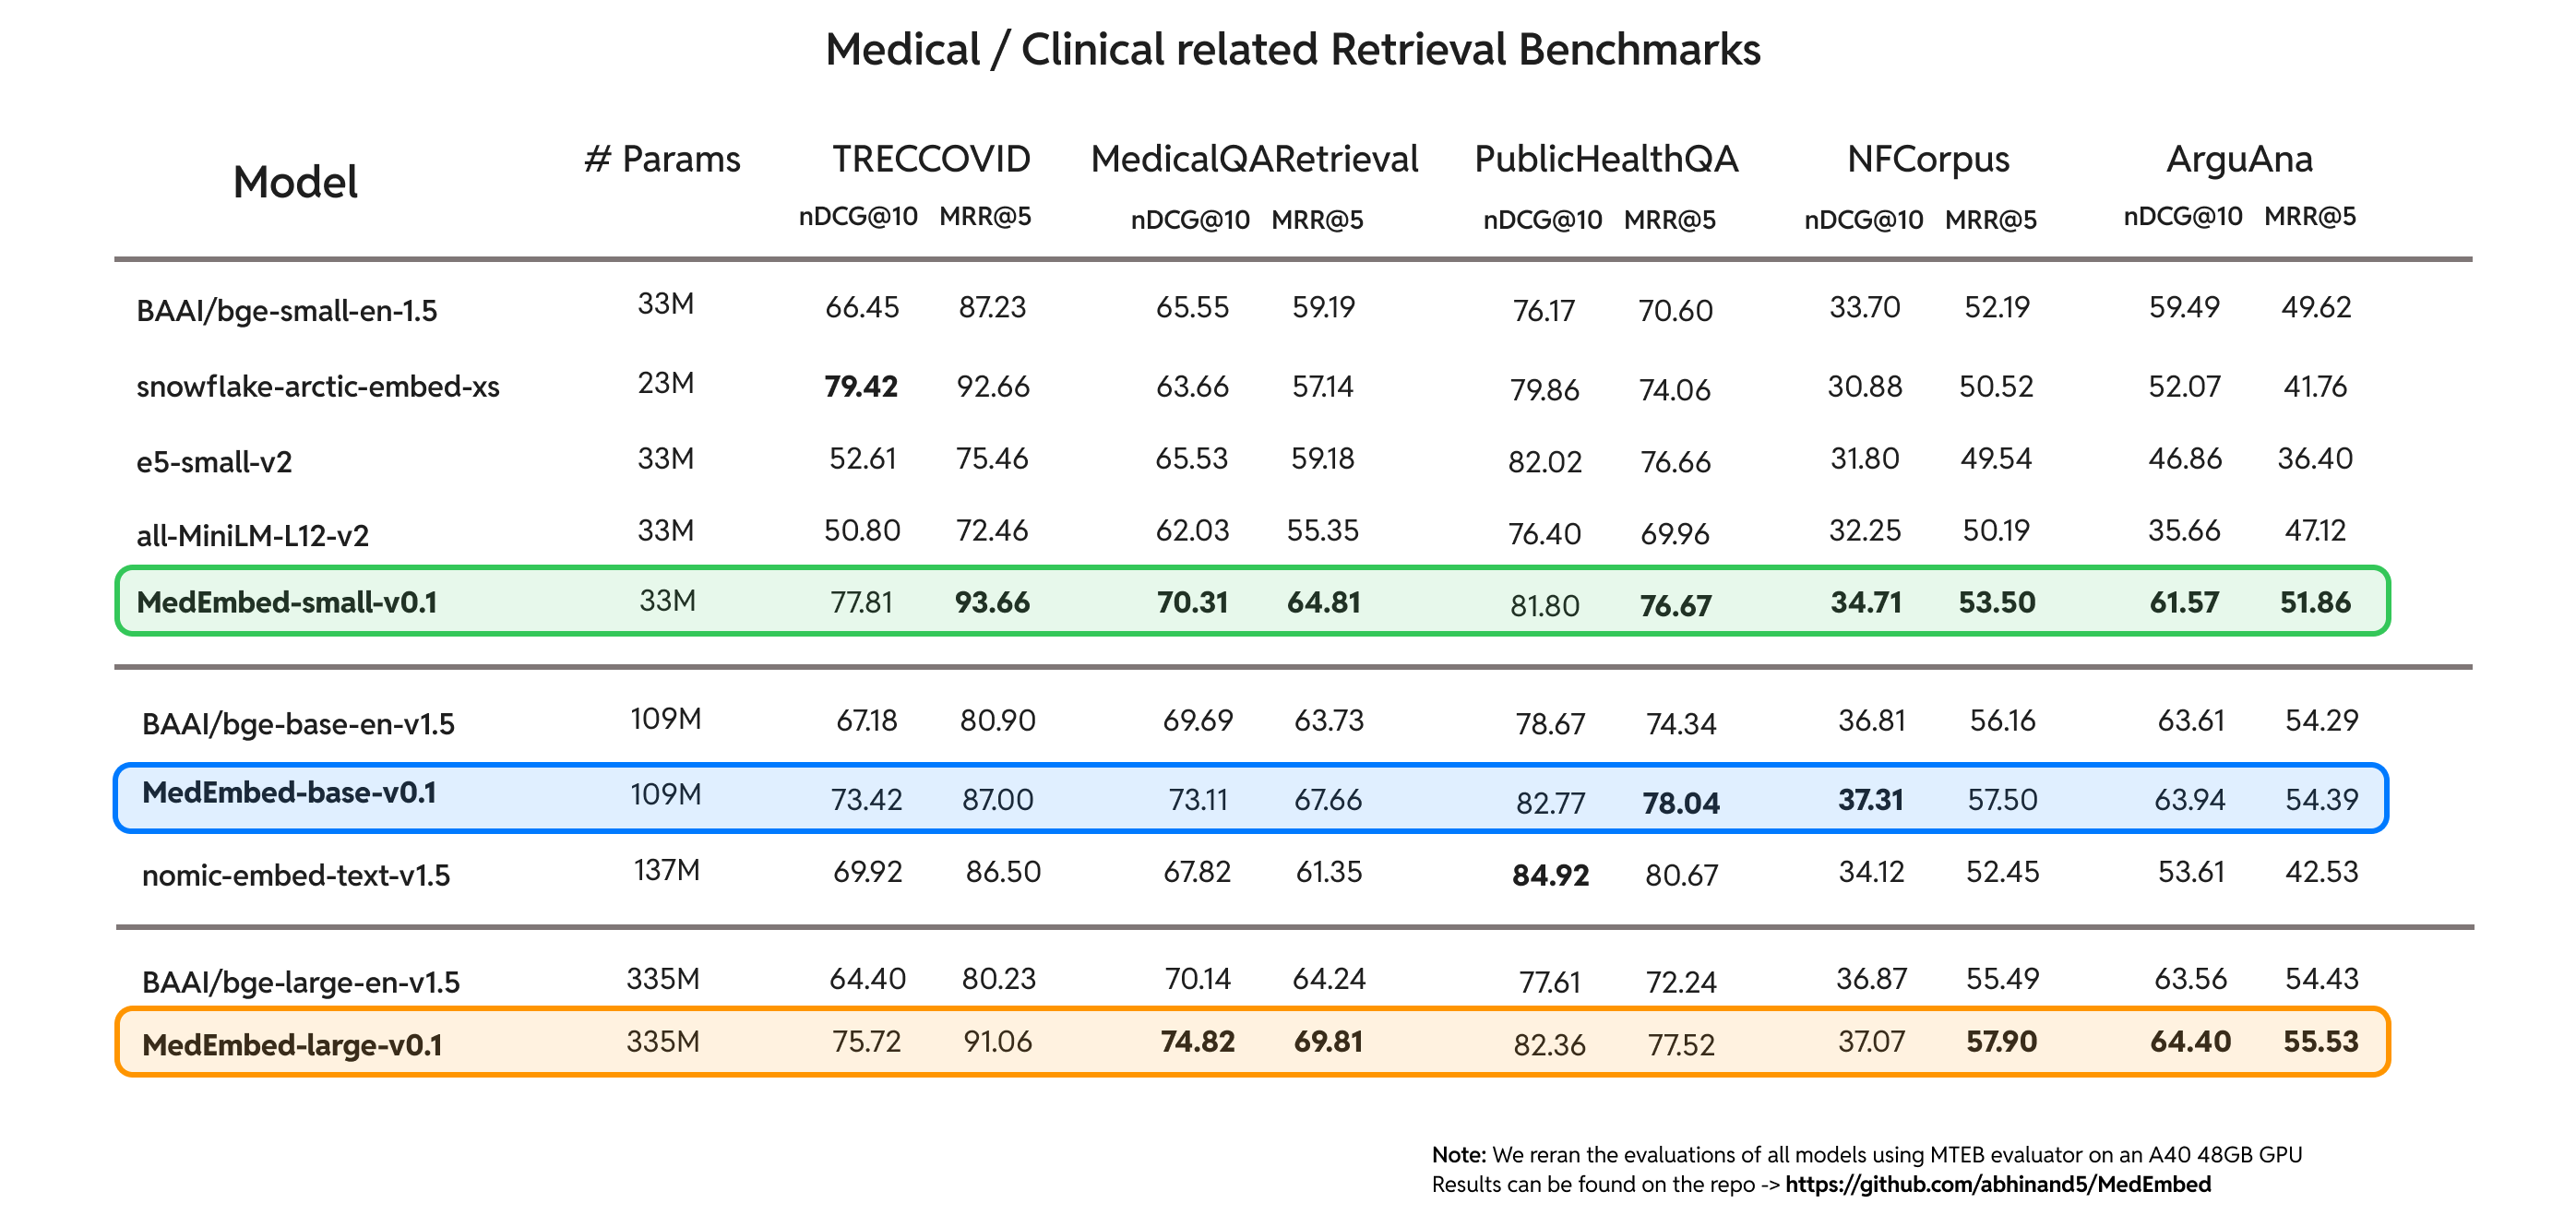 Medical / Clinical related Retrieval Benchmarks
Model # Params TRECCOVID MedicalQARetrieval PublicHealthQA NFCorpus ArguAna
nDCG@10 MRR@5 nDCG@10 MRR@5 nDCG@10 MRR@5 nDCG@10 MRR@5 nDCG@10 MRR@5
BAAI/bge-small-en-1.5 33M 66.45 87.23 65.55 59.19 76.17 70.60 33.70 52.19 59.49 49.62
snowflake-arctic-embed-xs 23M 79.42 92.66 63.66 57.14 79.86 74.06 30.88 50.52 52.07 41.76
e5-small-v2 33M 52.61 75.46 65.53 59.18 82.02 76.66 31.80 49.54 46.86 36.40
all-MiniLM-L12-v2 33M 50.80 72.46 62.03 55.35 76.40 69.96 32.25 50.19 35.66 47.12
MedEmbed-small-v0.1 33M 77.81 93.66 70.31 64.81 81.80 76.67 34.71 53.50 61.57 51.86
BAAI/bge-base-en-v1.5 109M 67.18 80.90 69.69 63.73 78.67 74.34 36.81 56.16 63.61 54.29
MedEmbed-base-v0.1 109M 73.42 87.00 73.11 67.66 82.77 78.04 37.31 57.50 63.94 54.39
nomic-embed-text-v1.5 137M 69.92 86.50 67.82 61.35 84.92 80.67 34.12 52.45 53.61 42.53
BAAI/bge-large-en-v1.5 335M 64.40 80.23 70.14 64.24 77.61 72.24 36.87 55.49 63.56 54.43
MedEmbed-large-v0.1 335M 75.72 91.06 74.82 69.81 82.36 77.52 37.07 57.90 64.40 55.53
Note: We reran the evaluations of all models using MTEB evaluator on an A40 48GB GPU
Results can be found on the repo -> https://github.com/abhinand5/MedEmbed